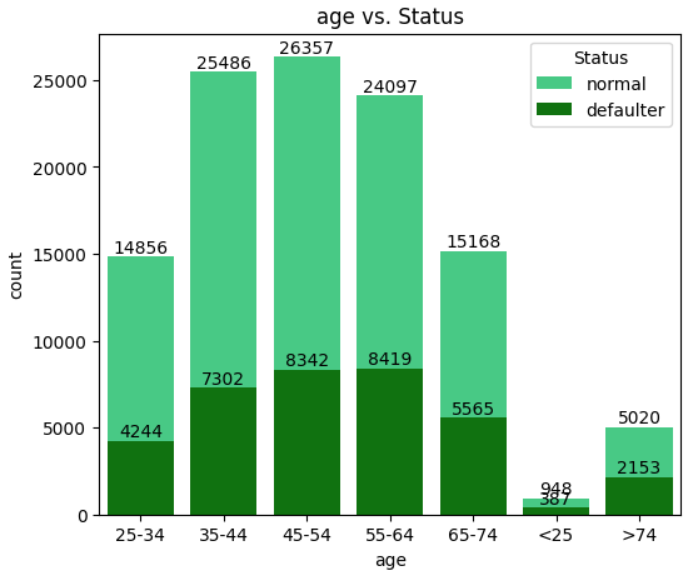 age vs. Status
Status
normal
defaulter
count
25000
20000
15000
10000
5000
0
14856
25486
26357
24097
15168
948
5020
4244
7302
8342
8419
5565
387
2153
25-34 35-44 45-54 55-64 65-74 <25 >74
age